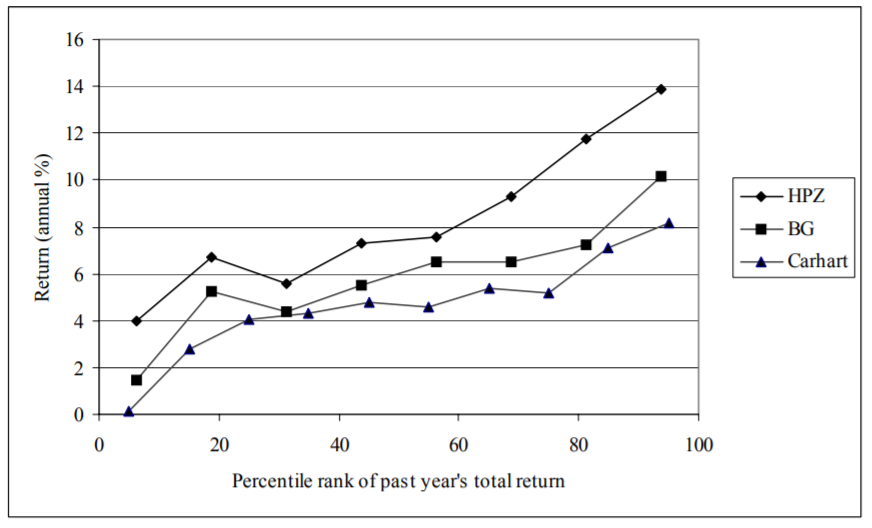 16
14
12
10
8
6
4
2
0
Return (annual %)
0 20 40 60 80 100
Percentile rank of past year's total return
HPZ
BG
Carhart